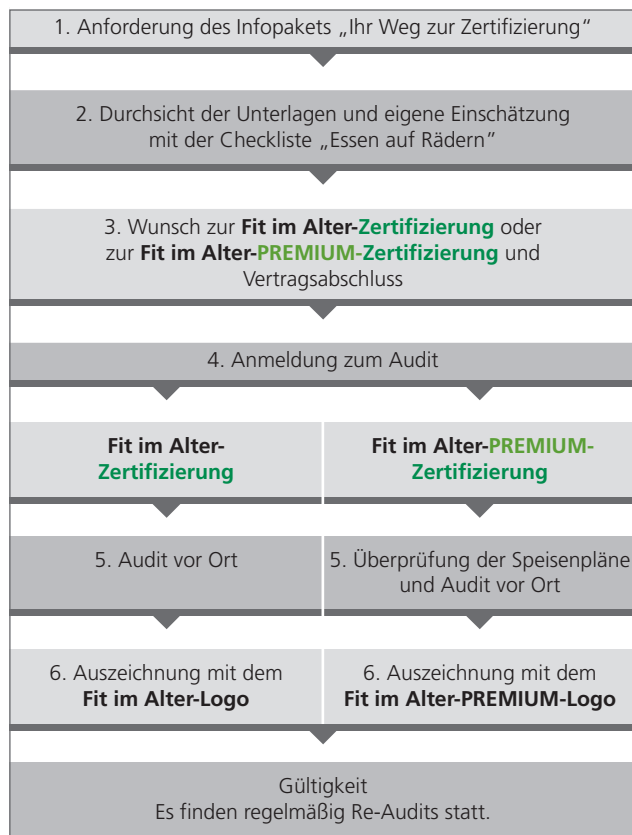 1. Anforderung des Infopakets „Ihr Weg zur Zertifizierung“
2. Durchsicht der Unterlagen und eigene Einschätzung
mit der Checkliste „Essen auf Rädern”
3. Wunsch zur Fit im Alter-Zertifizierung oder
zur Fit im Alter-PREMIUM-Zertifizierung und
Vertragsabschluss
4. Anmeldung zum Audit
Fit im Alter-
Zertifizierung
Fit im Alter-PREMIUM-
Zertifizierung
5. Audit vor Ort
5. Überprüfung der Speisenpläne
und Audit vor Ort
6. Auszeichnung mit dem
Fit im Alter-Logo
6. Auszeichnung mit dem
Fit im Alter-PREMIUM-Logo
Gültigkeit
Es finden regelmäßig Re-Audits statt.